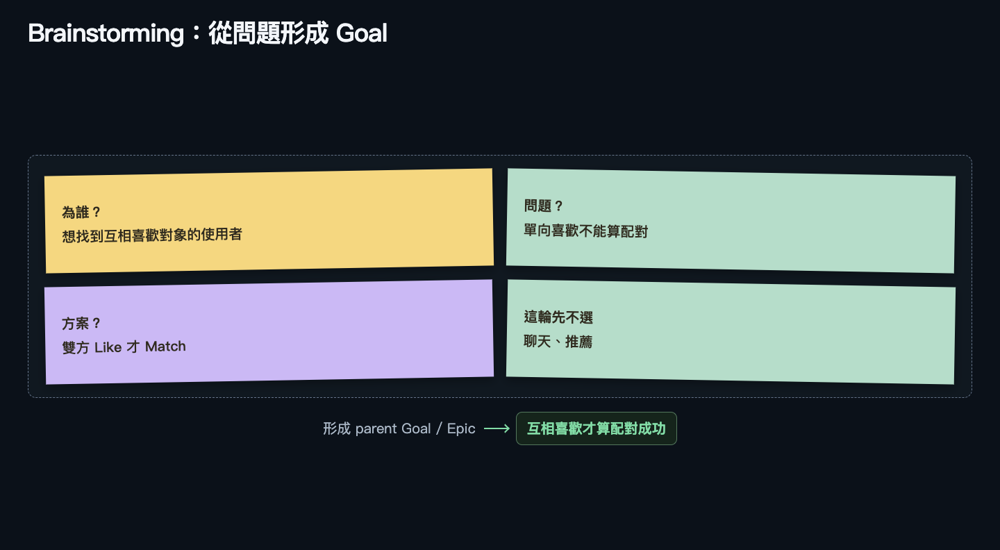 Brainstorming：從問題形成 Goal
為誰？
想找到互相喜歡對象的使用者
問題？
單向喜歡不能算配對
方案？
雙方 Like 才 Match
這輪先不選
聊天、推薦
形成 parent Goal / Epic → 互相喜歡才算配對成功